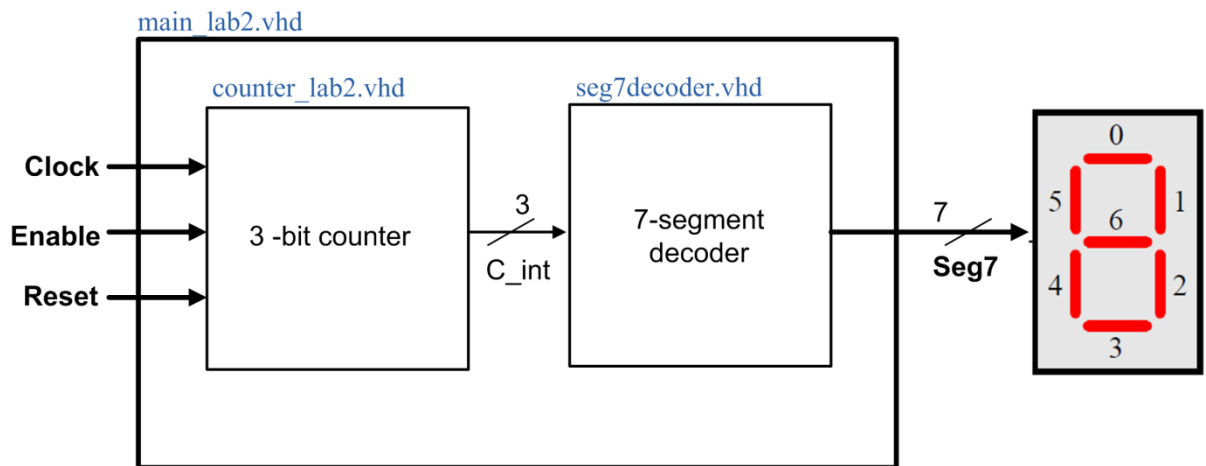 main_lab2.vhd
counter_lab2.vhd
seg7decoder.vhd
Clock
Enable
Reset
3 -bit counter
3
C_int
7-segment
decoder
7
Seg7
0
5
1
6
4
2
3